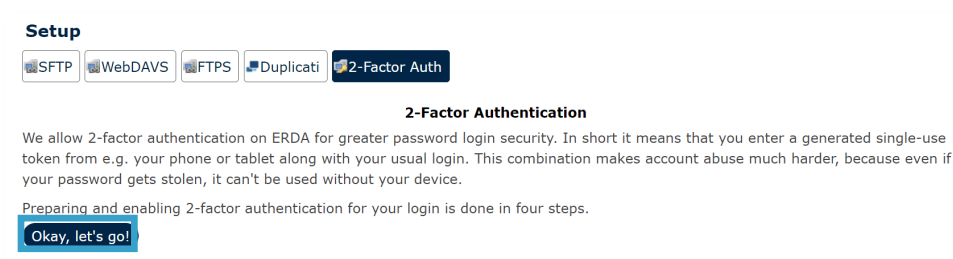 Setup
SFTP WebDAVS FTPS Duplicati 2-Factor Auth
2-Factor Authentication
We allow 2-factor authentication on ERDA for greater password login security. In short it means that you enter a generated single-use
token from e.g. your phone or tablet along with your usual login. This combination makes account abuse much harder, because even if
your password gets stolen, it can't be used without your device.
Preparing and enabling 2-factor authentication for your login is done in four steps.
Okay, let's go!